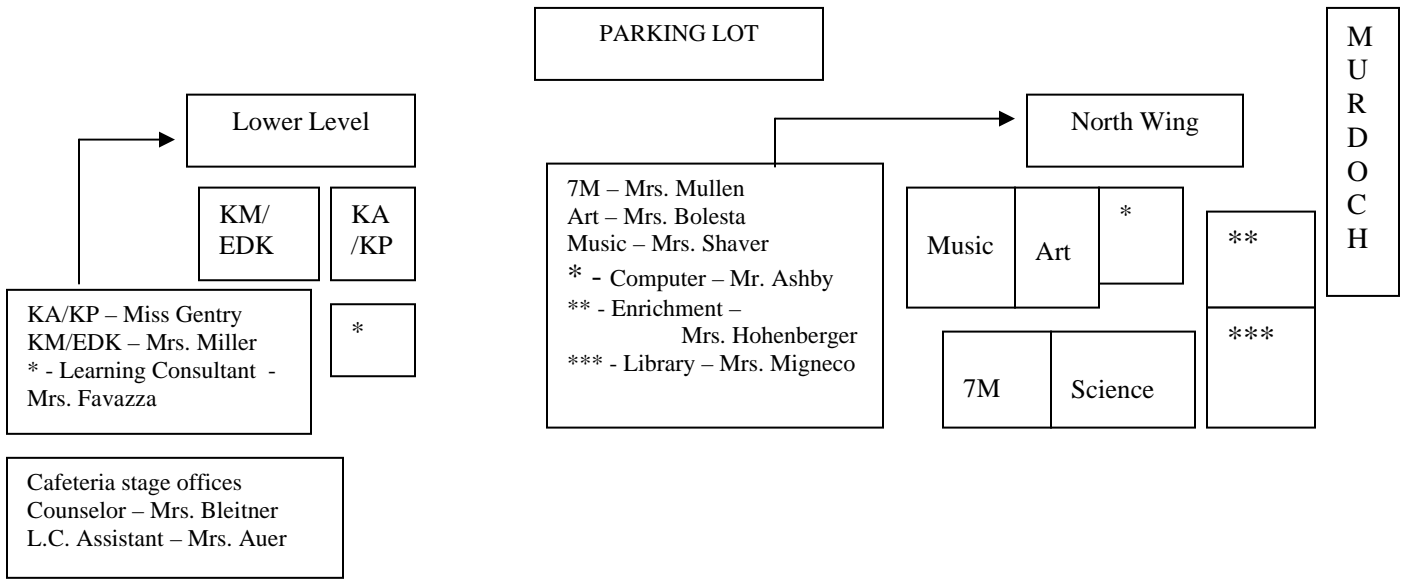 PARKING LOT
M
U
R
D
O
C
H
Lower Level
North Wing
KM/
EDK
KA
/KP
*
KA/KP – Miss Gentry
KM/EDK – Mrs. Miller
* - Learning Consultant -
Mrs. Favazza
Cafeteria stage offices
Counselor – Mrs. Bleitner
L.C. Assistant – Mrs. Auer
7M – Mrs. Mullen
Art – Mrs. Bolesta
Music – Mrs. Shaver
* - Computer – Mr. Ashby
** - Enrichment –
Mrs. Hohenberger
*** - Library – Mrs. Migneco
Music
Art
*
**
***
7M
Science